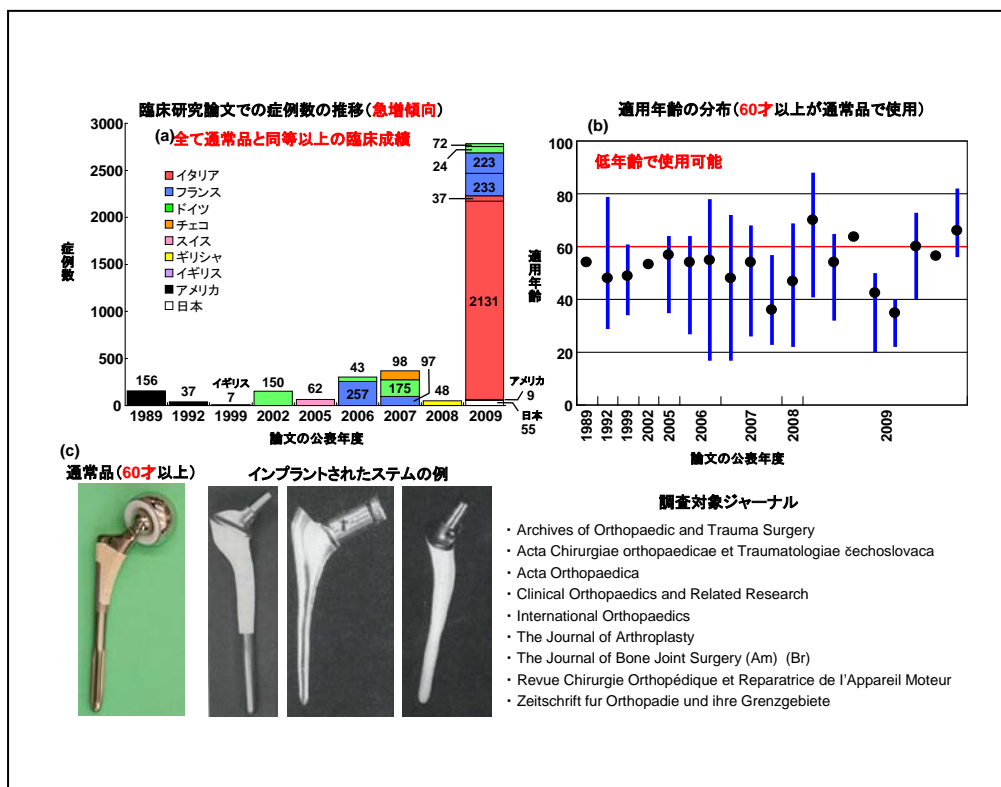 臨床研究論文での症例数の推移(急増傾向)
(a)
全て通常品と同等以上の臨床成績
症例数
3000
2500
2000
1500
1000
500
0
イタリア
フランス
ドイツ
チェコ
スイス
ギリシャ
イギリス
アメリカ
日本
156
37
イギリス
7
150
62
43
257
98
175
97
48
72
24
223
233
37
2131
アメリカ
9
日本
55
1989 1992 1999 2002 2005 2006 2007 2008 2009
論文の公表年度
適用年齢の分布(60才以上が通常品で使用)
(b)
低年齢で使用可能
適用年齢
100
80
60
40
20
0
1989 1992 1999 2002 2005 2006 2007 2008 2009
論文の公表年度
(c)
通常品(60才以上)
インプラントされたステムの例
調査対象ジャーナル
・ Archives of Orthopaedic and Trauma Surgery
・ Acta Chirurgiae orthopaedicae et Traumatologiae čechoslovaca
・ Acta Orthopaedica
・ Clinical Orthopaedics and Related Research
・ International Orthopaedics
・ The Journal of Arthroplasty
・ The Journal of Bone Joint Surgery (Am) (Br)
・ Revue Chirurgie Orthopédique et Reparatrice de l'Appareil Moteur
・ Zeitschrift fur Orthopadie und ihre Grenzgebiete